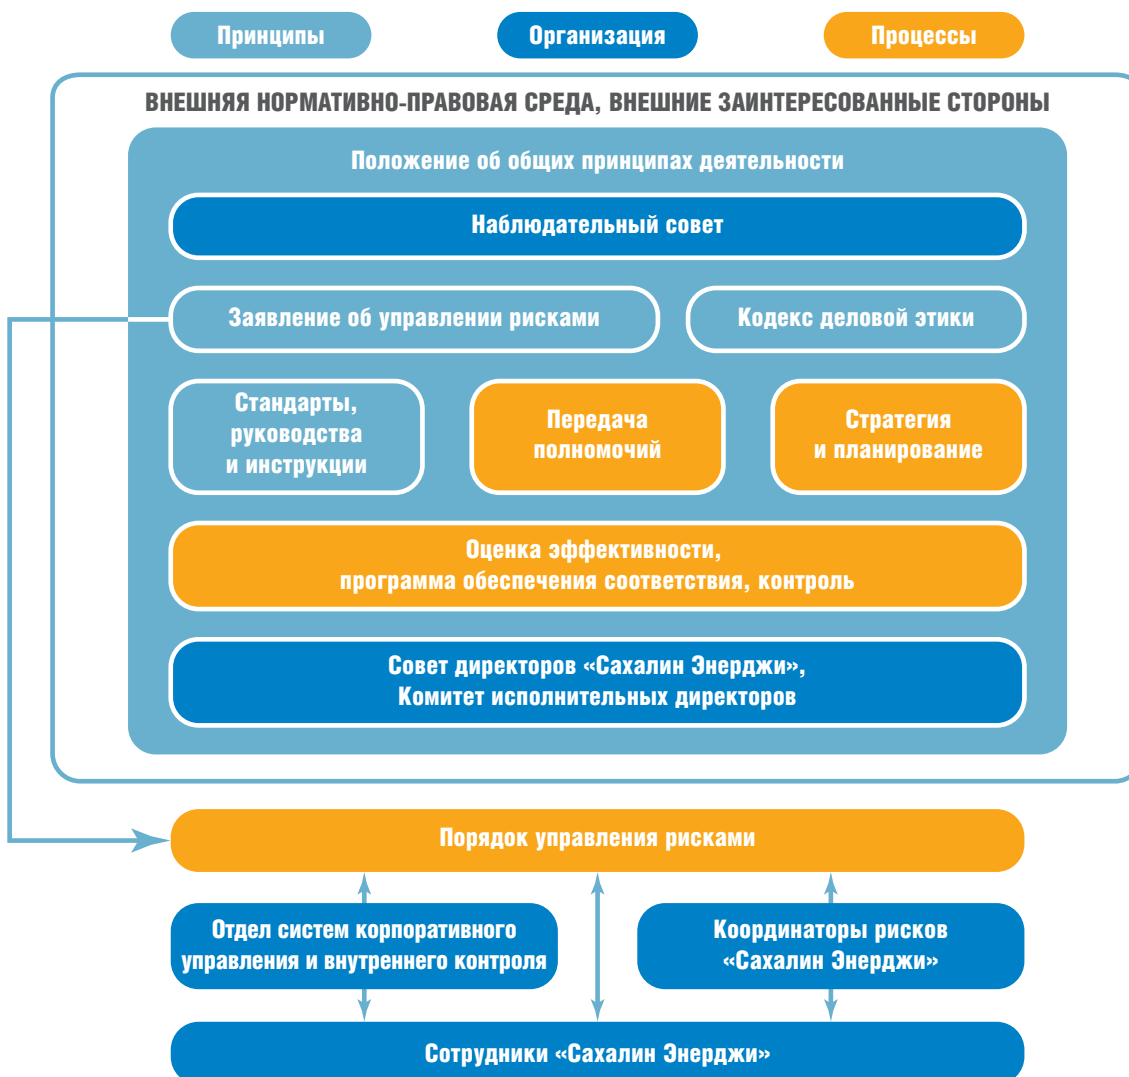 Принципы
Организация
Процессы
ВНЕШНЯЯ НОРМАТИВНО-ПРАВОВАЯ СРЕДА, ВНЕШНИЕ ЗАИНТЕРЕСОВАННЫЕ СТОРОНЫ
Положение об общих принципах деятельности
Наблюдательный совет
Заявление об управлении рисками
Кодекс деловой этики
Стандарты,
руководства
и инструкции
Передача
полномочий
Стратегия
и планирование
Оценка эффективности,
программа обеспечения соответствия, контроль
Совет директоров «Сахалин Энерджи»,
Комитет исполнительных директоров
Порядок управления рисками
Отдел систем корпоративного
управления и внутреннего контроля
Координаторы рисков
«Сахалин Энерджи»
Сотрудники «Сахалин Энерджи»